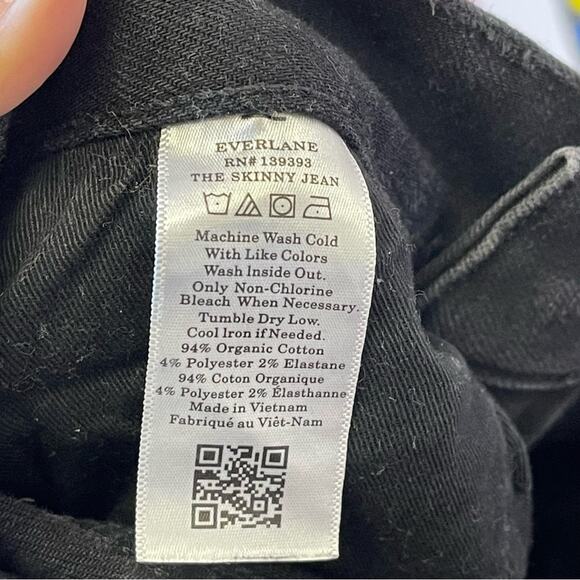 EVERLANE
RN# 139393
THE SKINNY JEAN
Machine Wash Cold
With Like Colors
Wash Inside Out.
Only Non-Chlorine
Bleach When Necessary.
Tumble Dry Low.
Cool Iron if Needed.
94% Organic Cotton
4% Polyester 2% Elastane
94% Coton Organique
4% Polyester 2% Élasthanne
Made in Vietnam
Fabriqué au Viêt-Nam